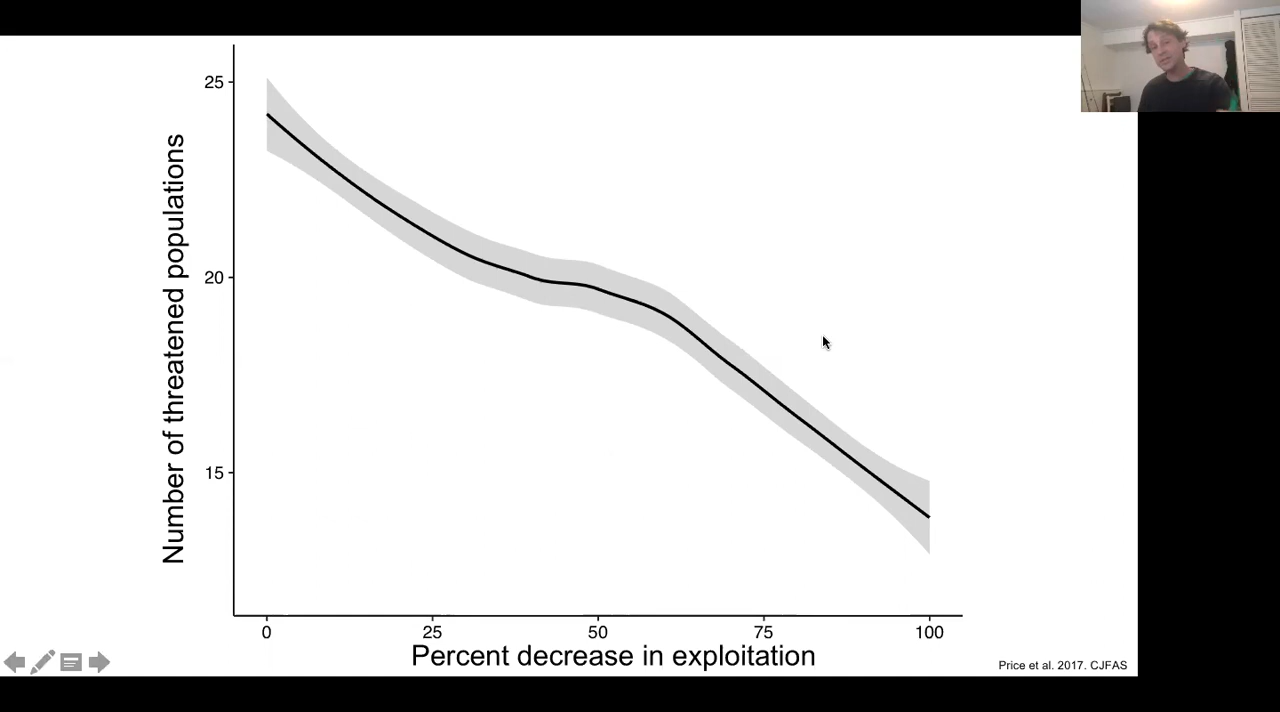 Number of threatened populations
25
20
15
0 25 50 75 100
Percent decrease in exploitation
Price et al. 2017. CJFAS